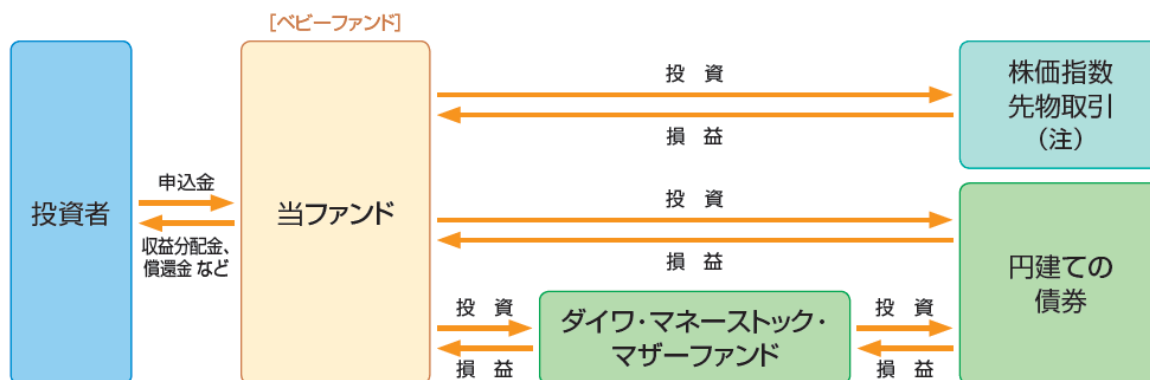 [ベビーファンド]
投資者
申込金
収益分配金、
償還金 など
当ファンド
投 資
損 益
株価指数
先物取引
（注）
投 資
損 益
円建ての
債券
投 資
損 益
ダイワ・マネーストック・
マザーファンド
投 資
損 益